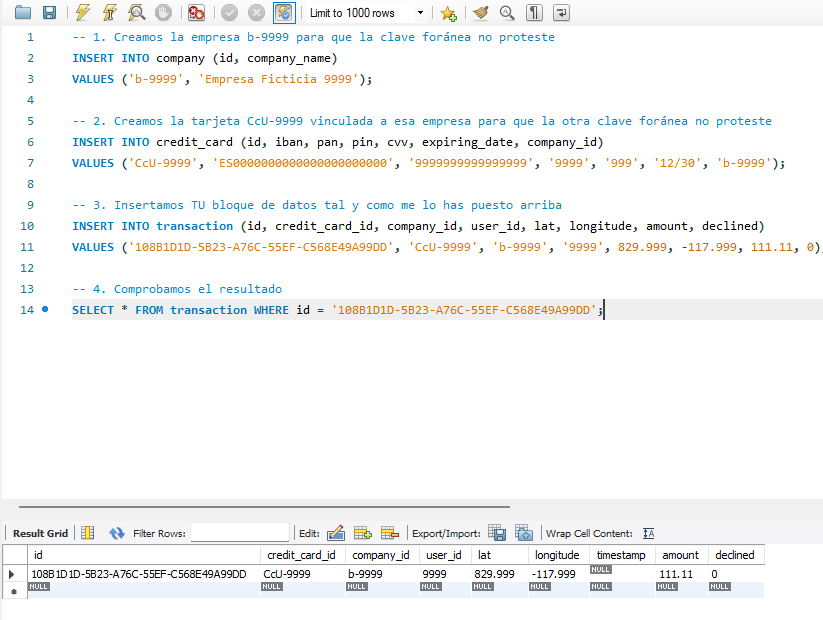 Limit to 1000 rows
1 -- 1. Creamos la empresa b-9999 para que la clave foránea no proteste
2 INSERT INTO company (id, company_name)
3 VALUES ('b-9999', 'Empresa Ficticia 9999');
4
5 -- 2. Creamos la tarjeta CcU-9999 vinculada a esa empresa para que la otra clave foránea no proteste
6 INSERT INTO credit_card (id, iban, pan, pin, cvv, expiring_date, company_id)
7 VALUES ('CcU-9999', 'ES0000000000000000000000', '9999999999999999', '9999', '999', '12/30', 'b-9999');
8
9 -- 3. Insertamos TU bloque de datos tal y como me lo has puesto arriba
10 INSERT INTO transaction (id, credit_card_id, company_id, user_id, lat, longitude, amount, declined)
11 VALUES ('108B1D1D-5B23-A76C-55EF-C568E49A99DD', 'CcU-9999', 'b-9999', '9999', 829.999, -117.999, 111.11, 0)
12
13 -- 4. Comprobamos el resultado
14 SELECT * FROM transaction WHERE id = '108B1D1D-5B23-A76C-55EF-C568E49A99DD';
Result Grid Filter Rows: Edit: Export/Import: Wrap Cell Content: IA
id credit_card_id company_id user_id lat longitude timestamp amount declined
108B1D1D-5B23-A76C-55EF-C568E49A99DD CcU-9999 b-9999 9999 829.999 -117.999 NULL 111.11 0
NULL NULL NULL NULL NULL NULL NULL NULL NULL